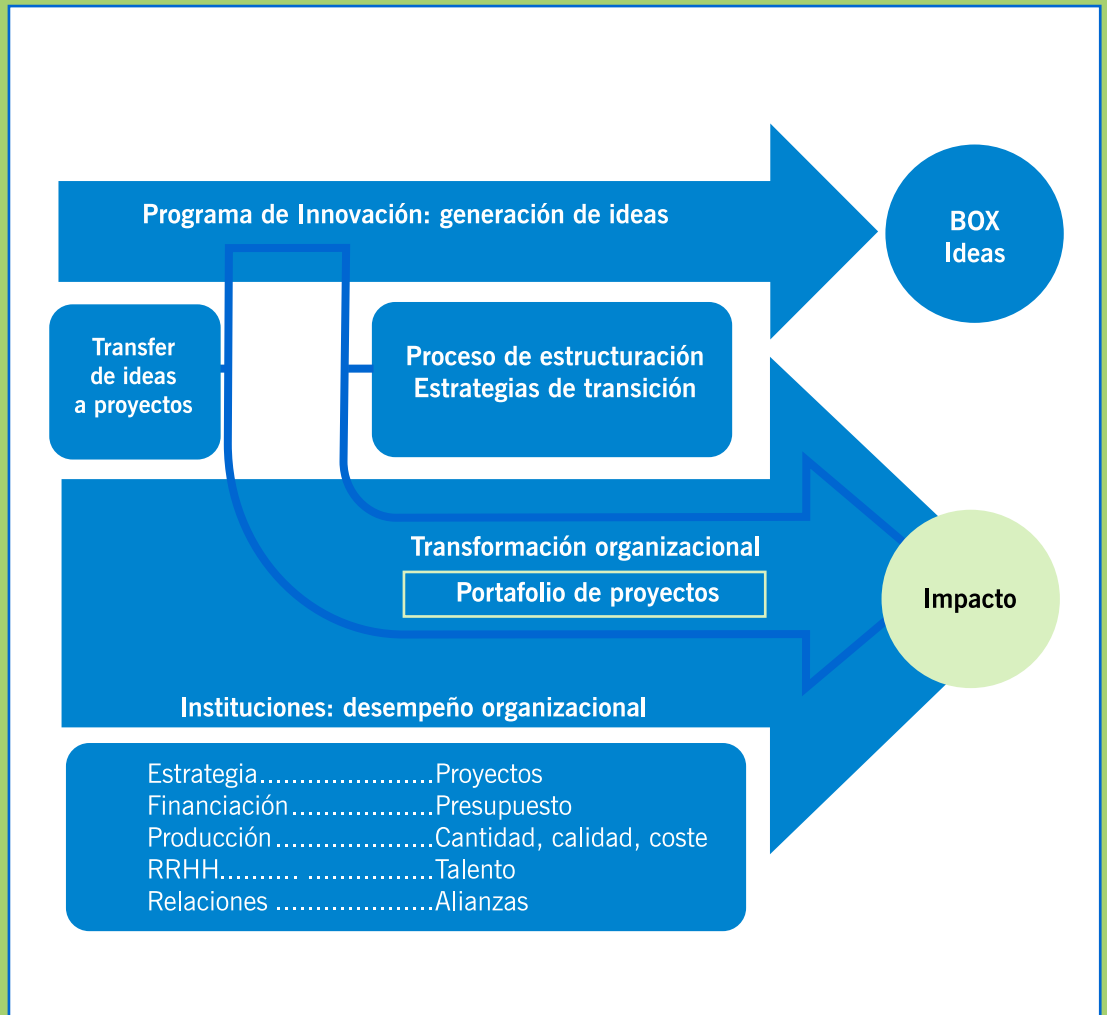 Programa de Innovación: generación de ideas
BOX
Ideas
Transfer
de ideas
a proyectos
Proceso de estructuración
Estrategias de transición
Transformación organizacional
Portafolio de proyectos
Impacto
Instituciones: desempeño organizacional
Estrategia......................Proyectos
Financiación.................Presupuesto
Producción...................Cantidad, calidad, coste
RRHH.......... ................Talento
Relaciones ....................Alianzas